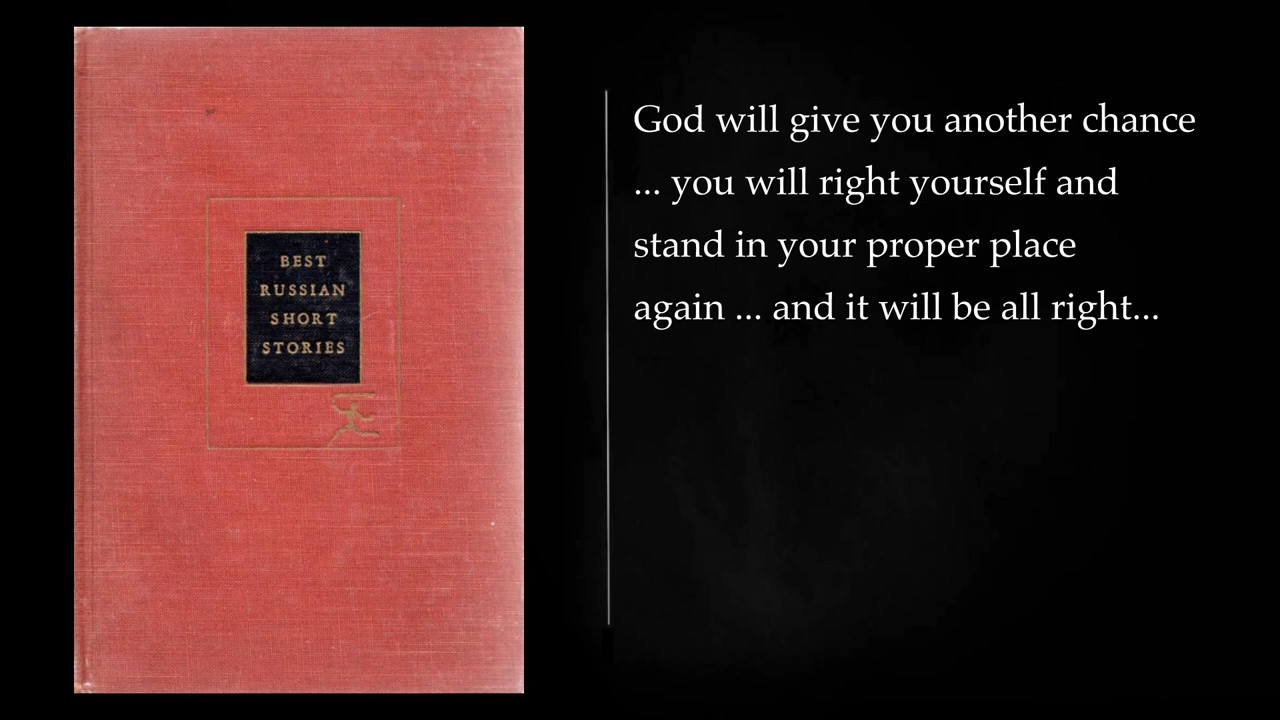 BEST
RUSSIAN
SHORT
STORIES
God will give you another chance
... you will right yourself and
stand in your proper place
again ... and it will be all right...